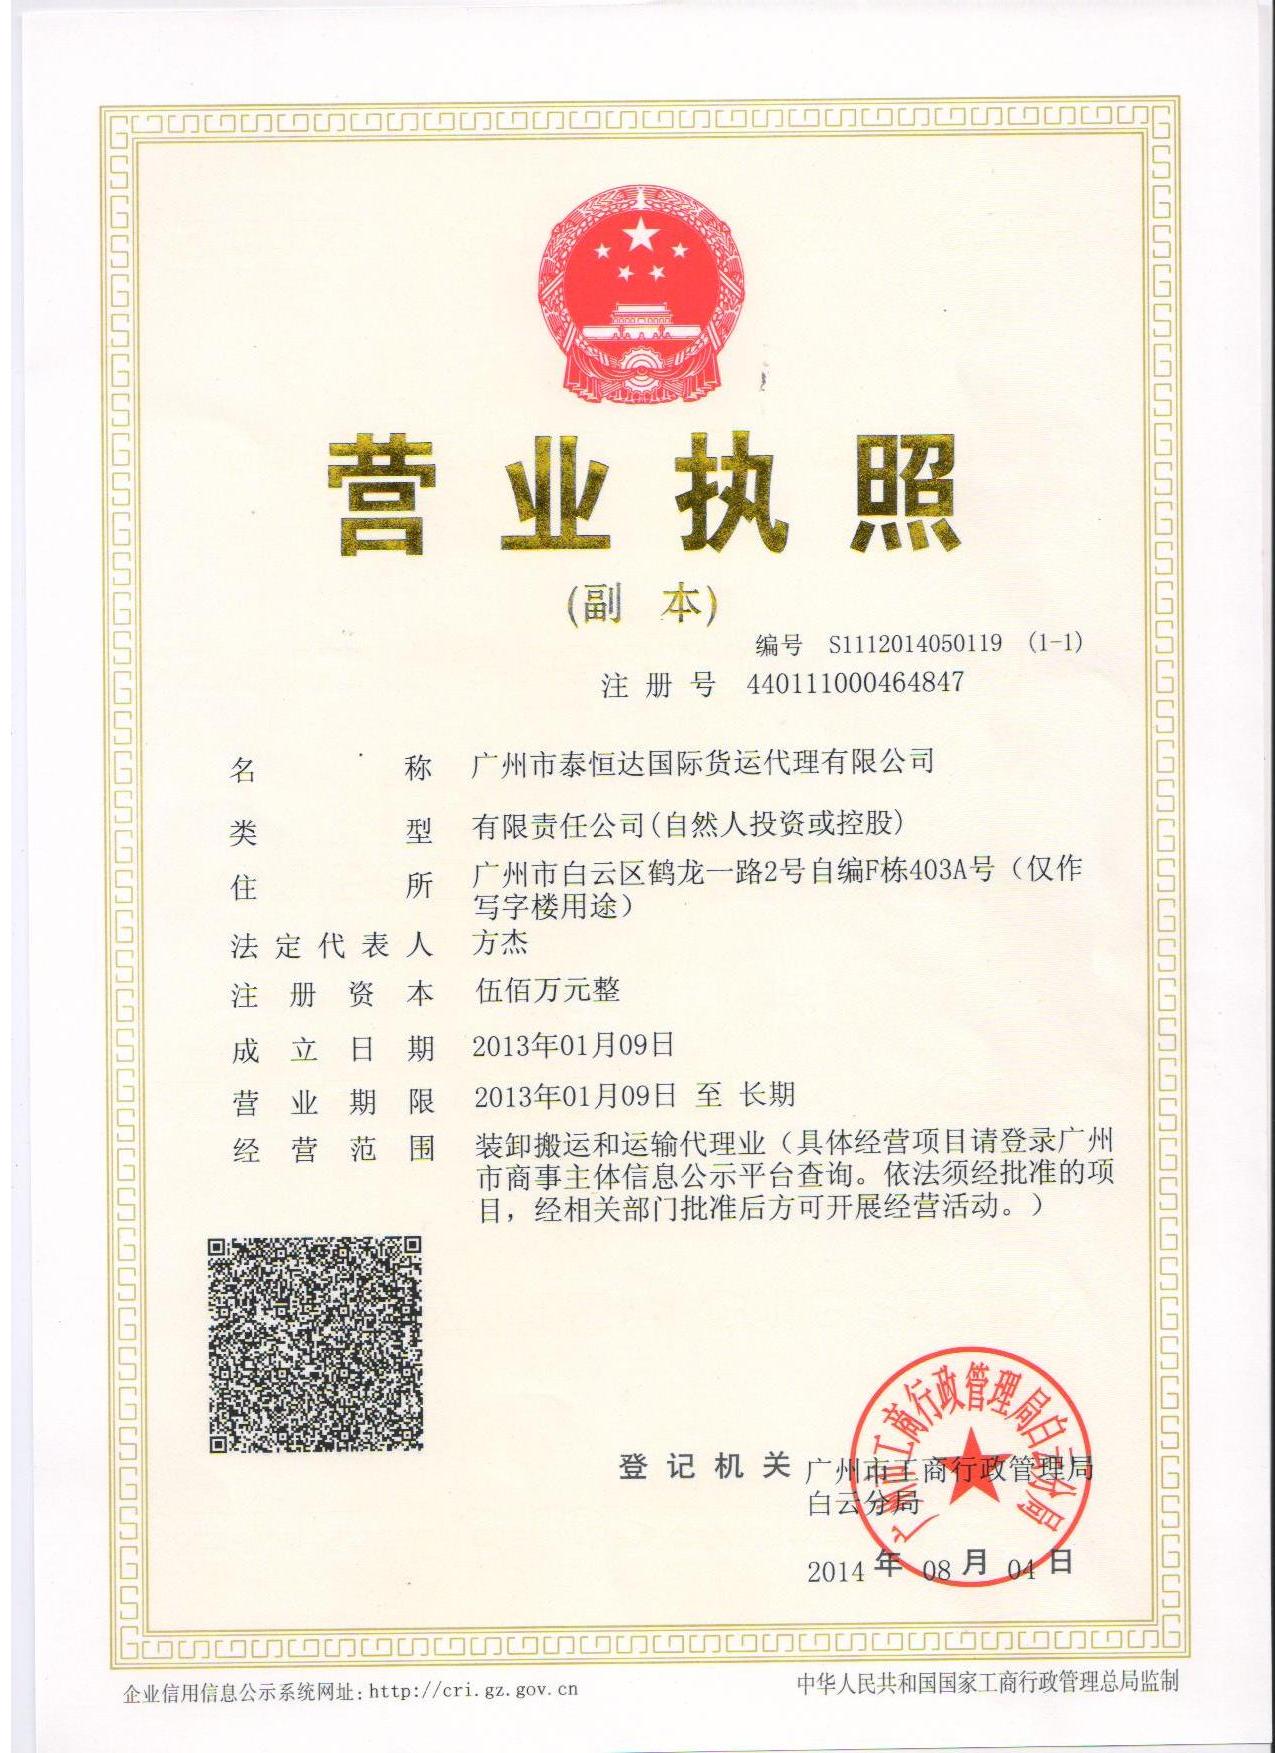 营业执照
(副 本)
编号 S1112014050119 (1-1)
注册号 440111000464847
名称 广州市泰恒达国际货运代理有限公司
类型 有限责任公司(自然人投资或控股)
住所 广州市白云区鹤龙一路2号自编F栋403A号（仅作
写字楼用途）
法定代表人 方杰
注册资本 伍佰万元整
成立日期 2013年01月09日
营业期限 2013年01月09日 至 长期
经营范围 装卸搬运和运输代理业（具体经营项目请登录广州
市商事主体信息公示平台查询。依法须经批准的项
目，经相关部门批准后方可开展经营活动。）
登记机关 广州市工商行政管理局
白云分局
广州市工商行政管理局白云分局
2014 年 08 月 04 日
企业信用信息公示系统网址:http://cri.gz.gov.cn
中华人民共和国国家工商行政管理总局监制